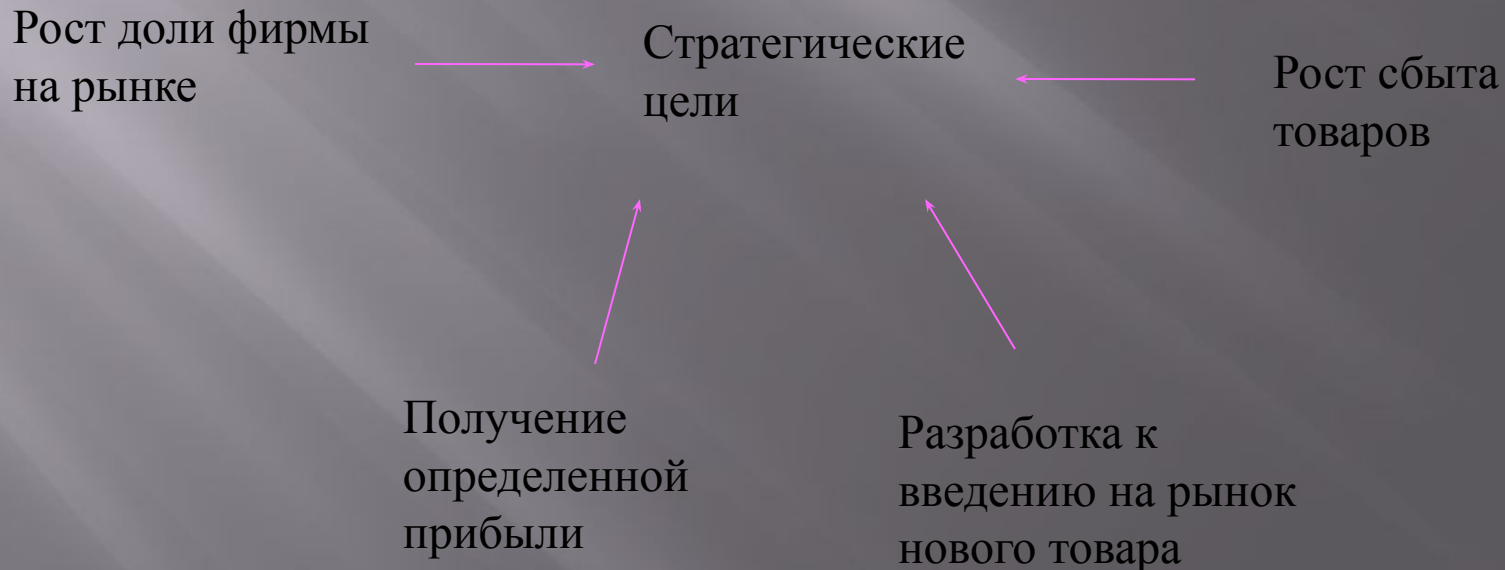 Рост доли фирмы
на рынке
Стратегические
цели
Рост сбыта
товаров
Получение
определенной
прибыли
Разработка к
введению на рынок
нового товара